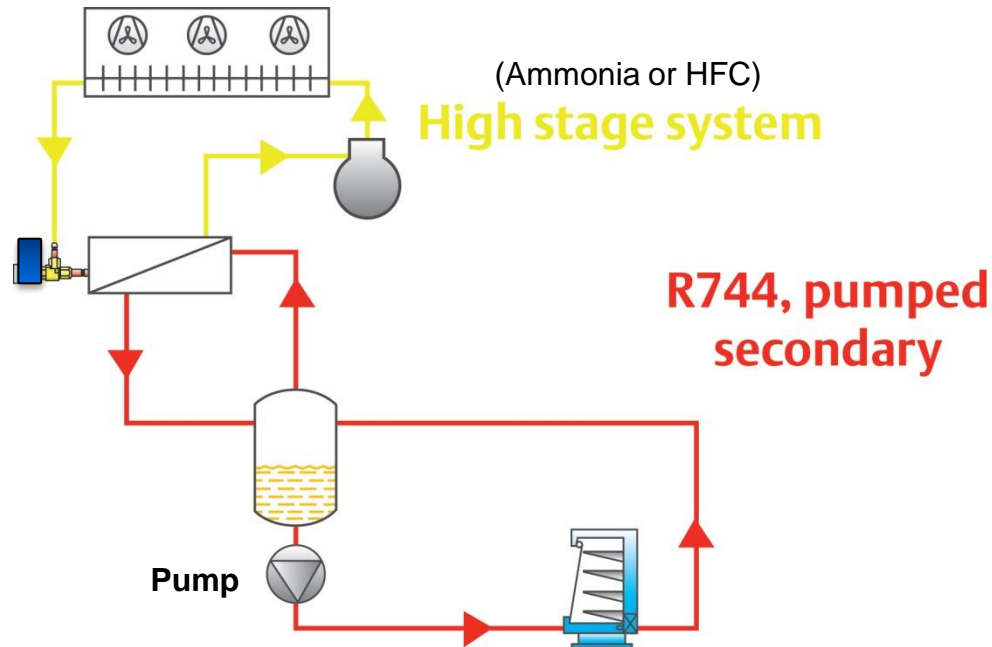 (Ammonia or HFC)
High stage system
R744, pumped
secondary
Pump